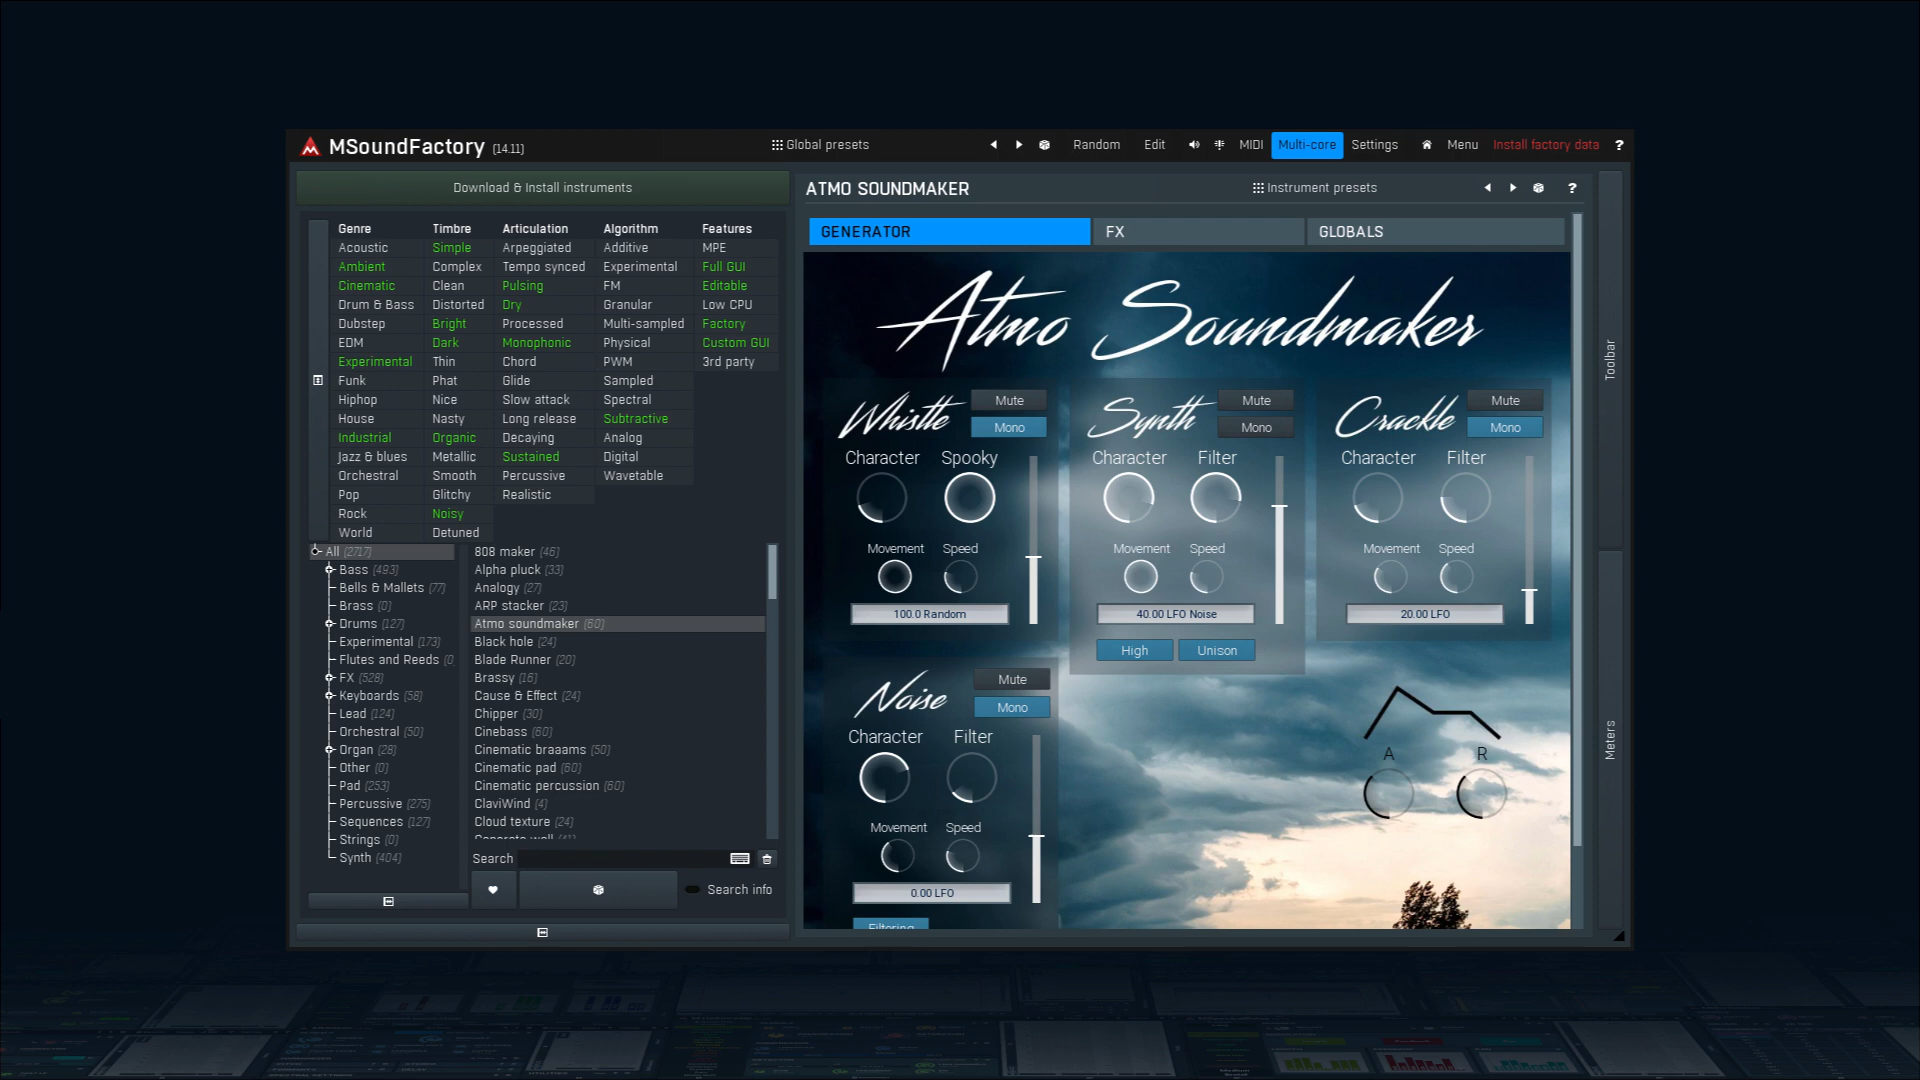 MSoundFactory (14.11)
Global presets
Random Edit MIDI Multi-core Settings Menu Install factory data ?
Download & Install instruments
ATMO SOUNDMAKER
Instrument presets ?
GENERATOR FX GLOBALS
Genre Timbre Articulation Algorithm Features
Acoustic Simple Arpeggiated Additive MPE
Ambient Complex Tempo synced Experimental Full GUI
Cinematic Clean Pulsing FM Editable
Drum & Bass Distorted Dry Granular Low CPU
Dubstep Bright Processed Multi-sampled Factory
EDM Dark Monophonic Physical Custom GUI
Experimental Thin Chord PWM 3rd party
Funk Phat Glide Sampled
Hiphop Nice Slow attack Spectral
House Nasty Long release Subtractive
Industrial Organic Decaying Analog
Jazz & blues Metallic Sustained Digital
Orchestral Smooth Percussive Wavetable
Pop Glitchy Realistic
Rock Noisy
World Detuned
All (2717)
Bass (493)
Bells & Mallets (77)
Brass (0)
Drums (127)
Experimental (173)
Flutes and Reeds (0
FX (528)
Keyboards (58)
Lead (124)
Orchestral (50)
Organ (28)
Other (0)
Pad (253)
Percussive (275)
Sequences (127)
Strings (0)
Synth (404)
808 maker (46)
Alpha pluck (33)
Analogy (27)
ARP stacker (23)
Atmo soundmaker (60)
Black hole (24)
Blade Runner (20)
Brassy (16)
Cause & Effect (24)
Chipper (30)
Cinebass (60)
Cinematic braaams (50)
Cinematic pad (60)
Cinematic percussion (60)
ClaviWind (4)
Cloud texture (24)
Search
Search info
Atmo Soundmaker
Whistle
Mute
Mono
Character Spooky
Movement Speed
100.0 Random
Synth
Mute
Mono
Character Filter
Movement Speed
40.00 LFO Noise
High Unison
Crackle
Mute
Mono
Character Filter
Movement Speed
20.00 LFO
Noise
Mute
Mono
Character Filter
Movement Speed
0.00 LFO
Filtering
A R
Toolbar
Meters